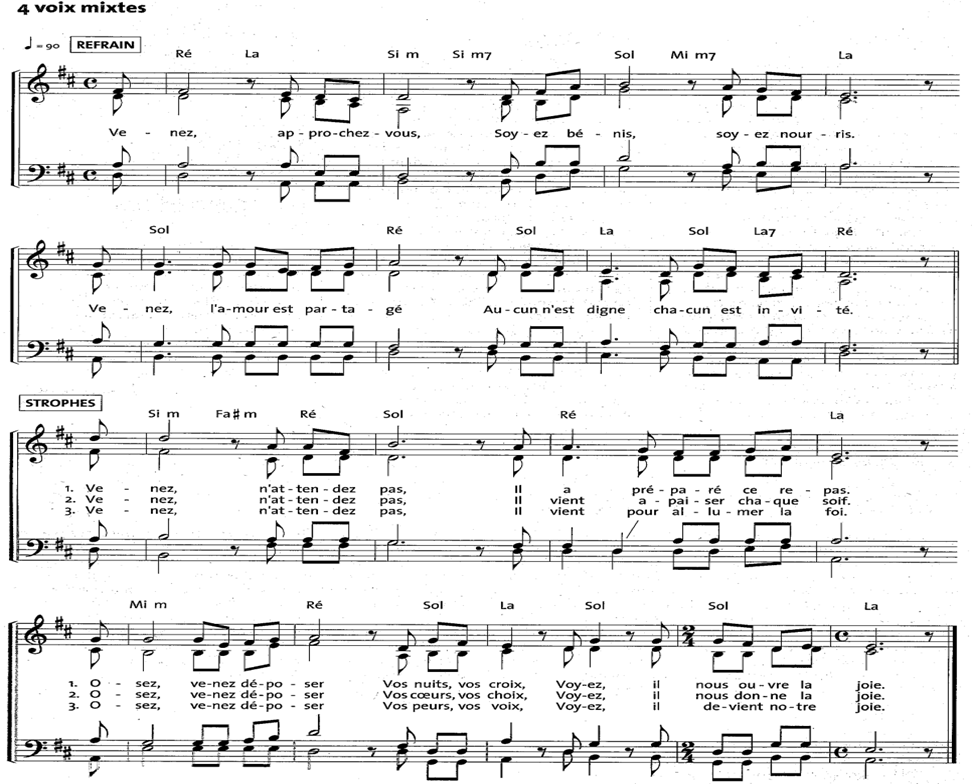 4 voix mixtes
♩ = 90 REFRAIN
Ré La Si m Si m7 Sol Mi m7 La
Ve - nez, ap - pro - chez - vous, Soy - ez bé - nis, soy - ez nour - ris.
Sol Ré Sol La Sol La7 Ré
Ve - nez, l'a - mour est par - ta - gé Au - cun n'est digne cha - cun est in - vi - té.
STROPHES
Si m Fa# m Ré Sol Ré La
1. Ve - nez, n'at - ten - dez pas, Il a pré - pa - ré ce re - pas.
2. Ve - nez, n'at - ten - dez pas, Il vient a - pai - ser cha - que soif.
3. Ve - nez, n'at - ten - dez pas, Il vient pour al - lu - mer la foi.
Mi m Ré Sol La Sol Sol La
1. O - sez, ve - nez dé - po - ser Vos nuits, vos croix, Voy - ez, il nous ou - vre la joie.
2. O - sez, ve - nez dé - po - ser Vos cœurs, vos choix, Voy - ez, il nous don - ne la joie.
3. O - sez, ve - nez dé - po - ser Vos peurs, vos voix, Voy - ez, il de - vient no - tre joie.